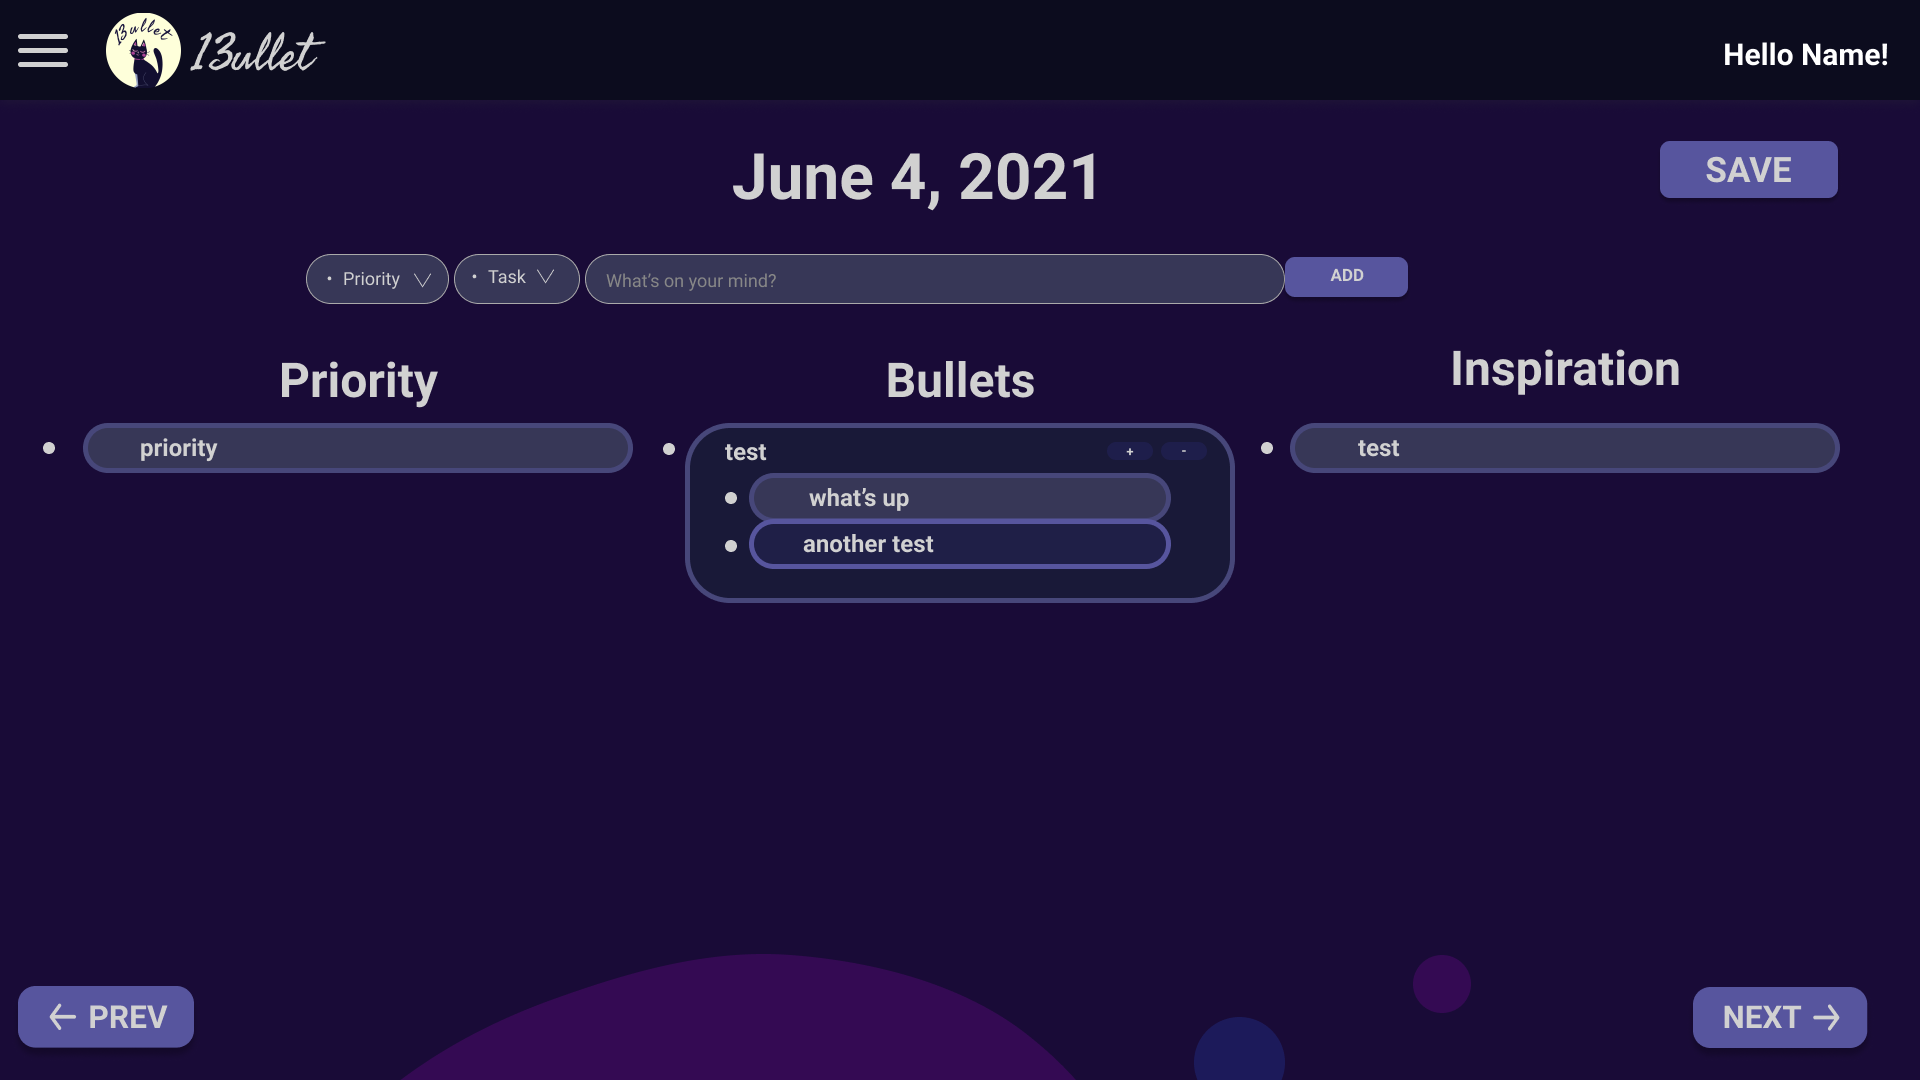 13ullet
13ullet
Hello Name!
June 4, 2021
SAVE
• Priority
• Task
What's on your mind?
ADD
Priority
Bullets
Inspiration
• priority
• test
+
-
• what's up
• another test
• test
← PREV
NEXT →